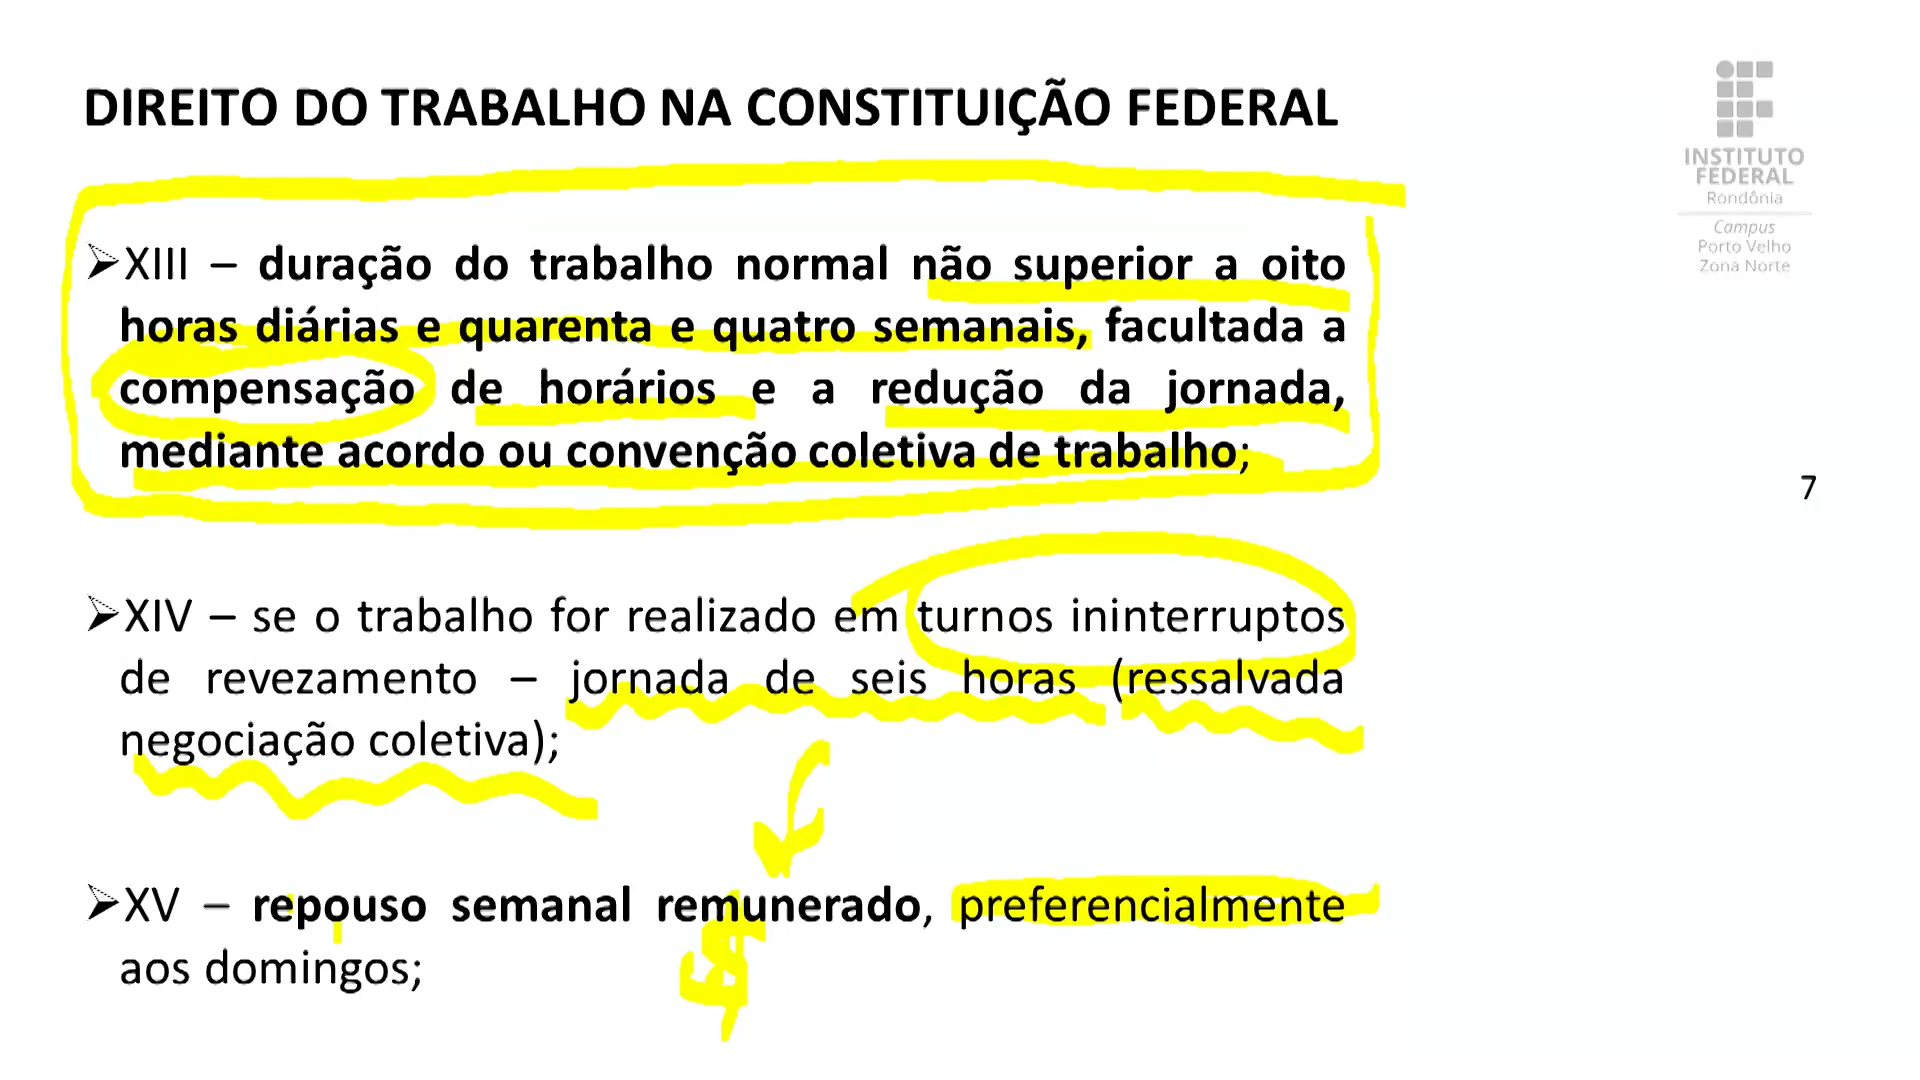 DIREITO DO TRABALHO NA CONSTITUIÇÃO FEDERAL
INSTITUTO
FEDERAL
Rondônia
Campus
Porto Velho
Zona Norte
➢XIII – duração do trabalho normal não superior a oito
horas diárias e quarenta e quatro semanais, facultada a
compensação de horários e a redução da jornada,
mediante acordo ou convenção coletiva de trabalho;
7
➢XIV – se o trabalho for realizado em turnos ininterruptos
de revezamento – jornada de seis horas (ressalvada
negociação coletiva);
➢XV – repouso semanal remunerado, preferencialmente
aos domingos;
$